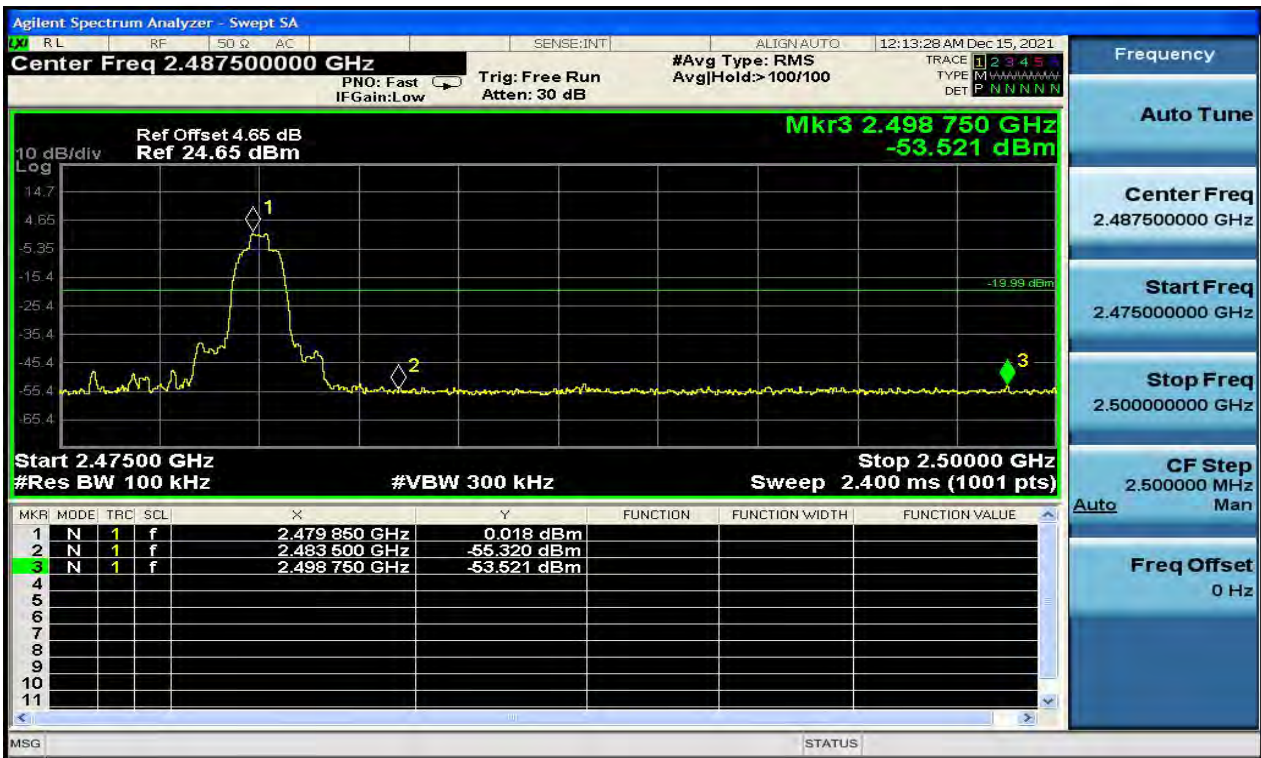 Agilent Spectrum Analyzer - Swept SA
LXI RL RF 50 Ω AC SENSE:INT ALIGN AUTO 12:13:28 AM Dec 15, 2021
Center Freq 2.487500000 GHz #Avg Type: RMS TRACE 1 2 3 4 5
PNO: Fast Trig: Free Run Avg|Hold:>100/100 TYPE M
IFGain:Low Atten: 30 dB DET P N N N N N
Frequency
Auto Tune
Center Freq
2.487500000 GHz
Start Freq
2.475000000 GHz
Stop Freq
2.500000000 GHz
CF Step
2.500000 MHz
Auto Man
Freq Offset
0 Hz
Mkr3 2.498 750 GHz
-53.521 dBm
Ref Offset 4.65 dB
10 dB/div Ref 24.65 dBm
Log
14.7
4.65
-5.35
-15.4
-25.4
-35.4
-45.4
-55.4
-65.4
1
2
3
-19.99 dBm
Start 2.47500 GHz Stop 2.50000 GHz
#Res BW 100 kHz #VBW 300 kHz Sweep 2.400 ms (1001 pts)
MKR MODE TRC SCL X Y FUNCTION FUNCTION WIDTH FUNCTION VALUE
1 N 1 f 2.479 850 GHz 0.018 dBm
2 N 1 f 2.483 500 GHz -55.320 dBm
3 N 1 f 2.498 750 GHz -53.521 dBm
4
5
6
7
8
9
10
11
MSG STATUS